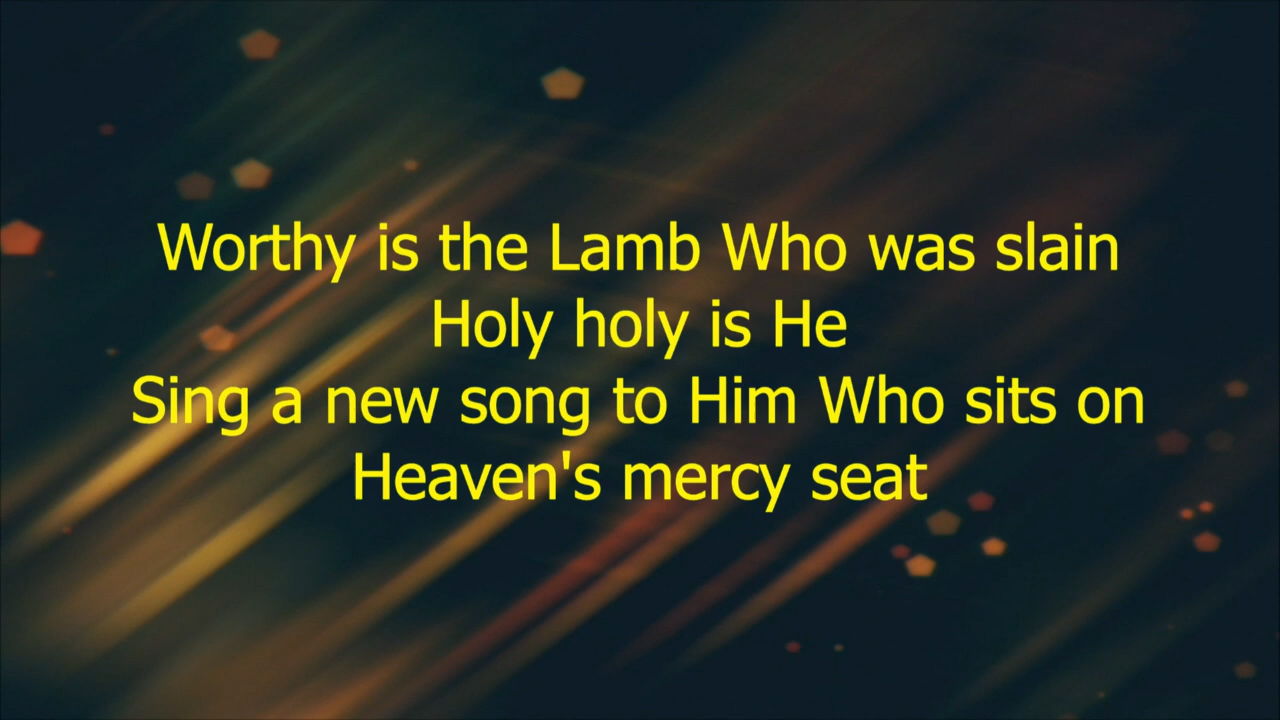 Worthy is the Lamb Who was slain
Holy holy is He
Sing a new song to Him Who sits on
Heaven's mercy seat